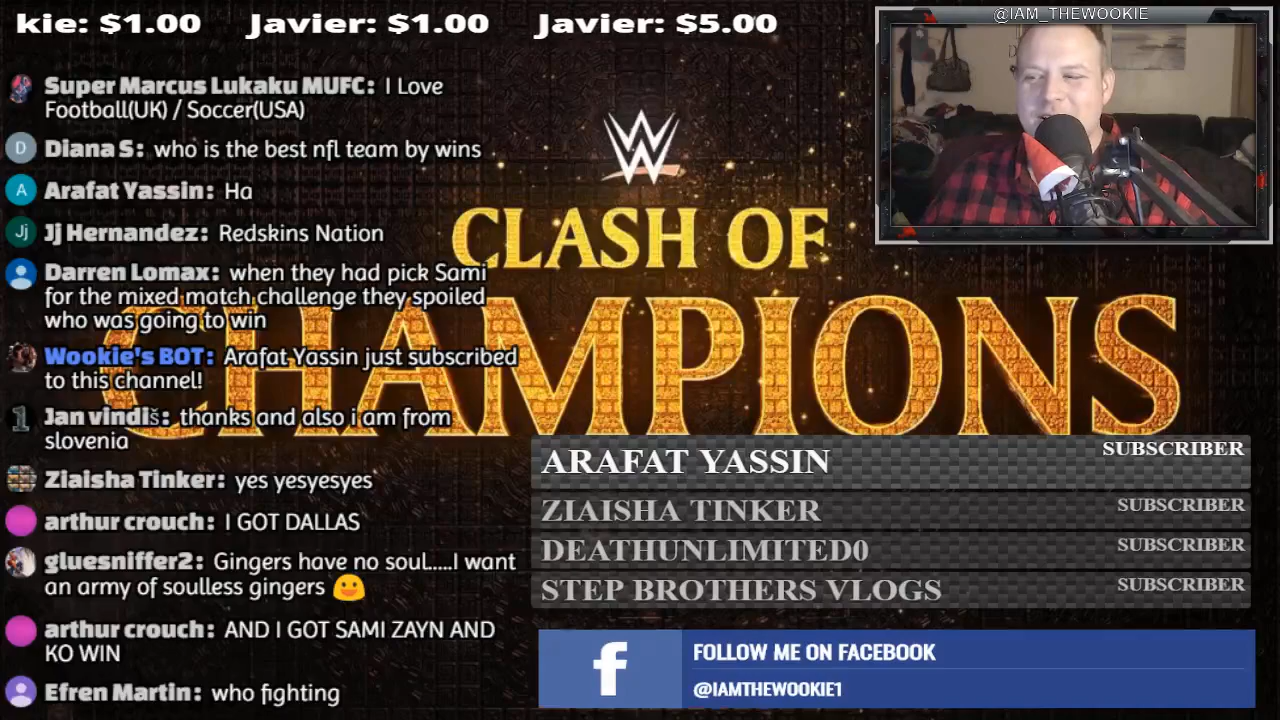 kie: $1.00 Javier: $1.00 Javier: $5.00
@IAM_THEWOOKIE
Super Marcus Lukaku MUFC: I Love
Football(UK) / Soccer(USA)
D Diana S: who is the best nfl team by wins
A Arafat Yassin: Ha
Jj Jj Hernandez: Redskins Nation
Darren Lomax: when they had pick Sami
for the mixed match challenge they spoiled
who was going to win
Wookie's BOT: Arafat Yassin just subscribed
to this channel!
1 Jan vindiš: thanks and also i am from
slovenia
Ziaisha Tinker: yes yesyesyes
arthur crouch: I GOT DALLAS
gluesniffer2: Gingers have no soul.....I want
an army of soulless gingers 😃
arthur crouch: AND I GOT SAMI ZAYN AND
KO WIN
Efren Martin: who fighting
W
CLASH OF
CHAMPIONS
ARAFAT YASSIN SUBSCRIBER
ZIAISHA TINKER SUBSCRIBER
DEATHUNLIMITED0 SUBSCRIBER
STEP BROTHERS VLOGS SUBSCRIBER
f FOLLOW ME ON FACEBOOK
@IAMTHEWOOKIE1